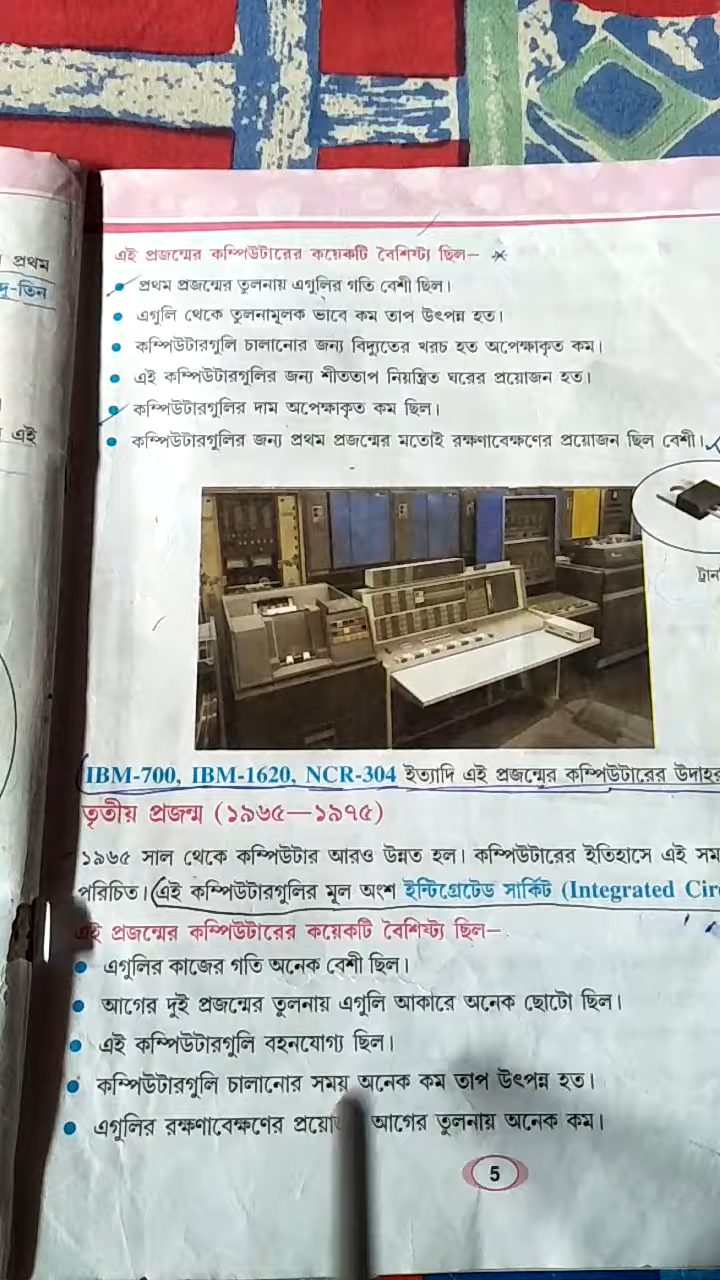 প্রথম
দু-তিন
এই
এই প্রজন্মের কম্পিউটারের কয়েকটি বৈশিষ্ট্য ছিল—
প্রথম প্রজন্মের তুলনায় এগুলির গতি বেশী ছিল।
এগুলি থেকে তুলনামূলক ভাবে কম তাপ উৎপন্ন হত।
কম্পিউটারগুলি চালানোর জন্য বিদ্যুতের খরচ হত অপেক্ষাকৃত কম।
এই কম্পিউটারগুলির জন্য শীততাপ নিয়ন্ত্রিত ঘরের প্রয়োজন হত।
কম্পিউটারগুলির দাম অপেক্ষাকৃত কম ছিল।
কম্পিউটারগুলির জন্য প্রথম প্রজন্মের মতোই রক্ষণাবেক্ষণের প্রয়োজন ছিল বেশী।
IBM-700, IBM-1620, NCR-304 ইত্যাদি এই প্রজন্মের কম্পিউটারের
তৃতীয় প্রজন্ম (১৯৬৫—১৯৭৫)
১৯৬৫ সাল থেকে কম্পিউটার আরও উন্নত হল। কম্পিউটারের ইতিহাসে এই
পরিচিত। এই কম্পিউটারগুলির মূল অংশ ইন্টিগ্রেটেড সার্কিট (Integrated
এই প্রজন্মের কম্পিউটারের কয়েকটি বৈশিষ্ট্য ছিল—
এগুলির কাজের গতি অনেক বেশী ছিল।
আগের দুই প্রজন্মের তুলনায় এগুলি আকারে অনেক ছোটো ছিল।
এই কম্পিউটারগুলি বহনযোগ্য ছিল।
কম্পিউটারগুলি চালানোর সময় অনেক কম তাপ উৎপন্ন হত।
এগুলির রক্ষণাবেক্ষণের আগের তুলনায় অনেক কম।
5